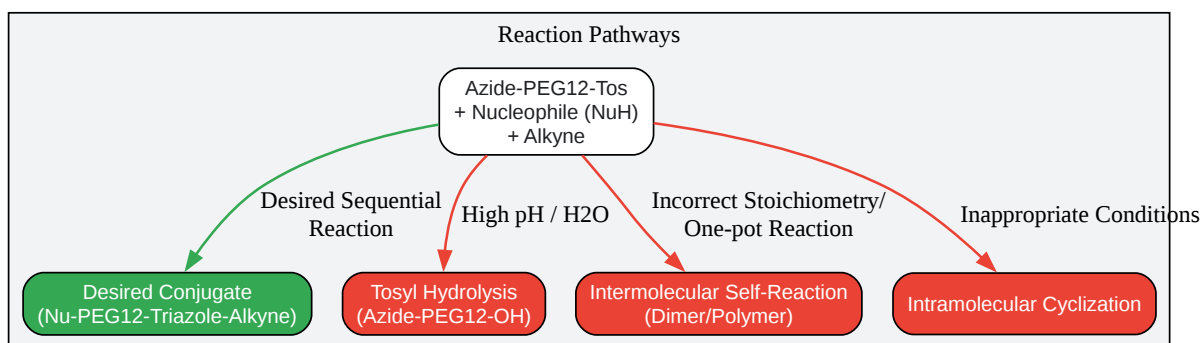 Reaction Pathways
Azide-PEG12-Tos
+ Nucleophile (NuH)
+ Alkyne
Desired Sequential
Reaction
High pH / H2O
Incorrect Stoichiometry/
One-pot Reaction
Inappropriate Conditions
Desired Conjugate
(Nu-PEG12-Triazole-Alkyne)
Tosyl Hydrolysis
(Azide-PEG12-OH)
Intermolecular Self-Reaction
(Dimer/Polymer)
Intramolecular Cyclization